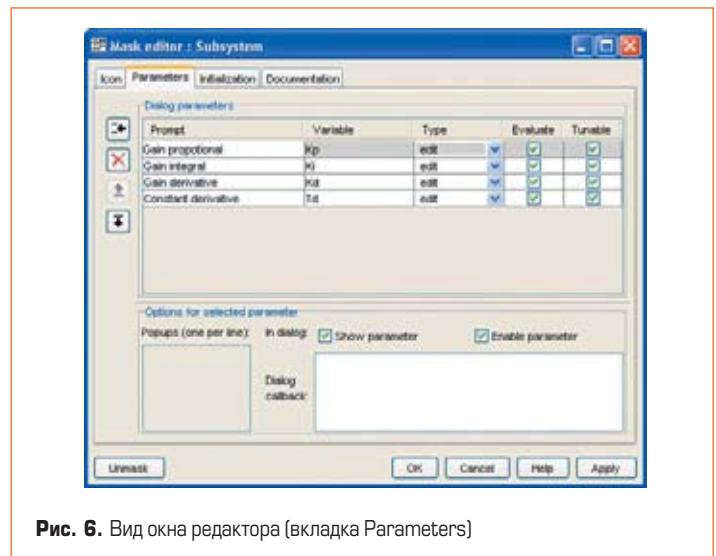 Mask editor : Subsystem
Icon Parameters Initialization Documentation
Dialog parameters
Prompt Variable Type Evaluate Tunable
Gain propotional Kp edit
Gain integral Ki edit
Gain derivative Kd edit
Constant derivative Td edit
Options for selected parameter
Popups (one per line): In dialog: Show parameter Enable parameter
Dialog
callback:
Unmask OK Cancel Help Apply
Рис. 6. Вид окна редактора (вкладка Parameters)